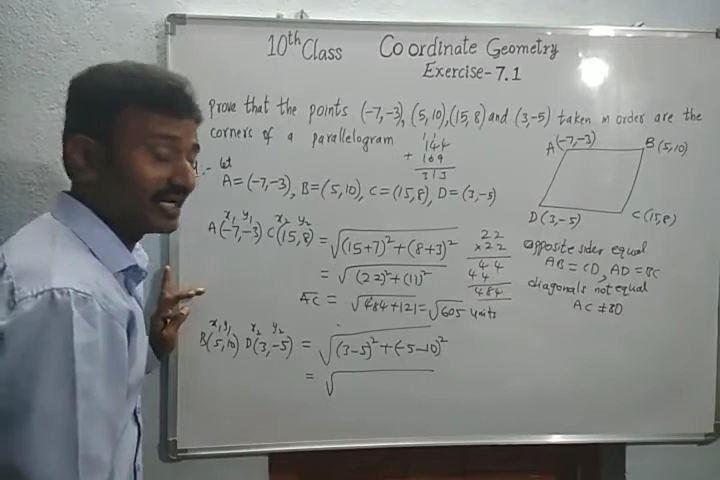 10th Class Coordinate Geometry
Exercise-7.1
prove that the points (-7,-3), (5,10), (15,8) and (3,-5) taken in order are the
corners of a parallelogram
144
+ 169
313
let
A=(-7,-3), B=(5,10), C=(15,8), D=(3,-5)
A(-7,-3) B(5,10)
D(3,-5) C(15,8)
x₁ y₁ x₂ y₂
A(-7,-3) C(15,8) = √(15+7)²+(8+3)²
= √(22)²+(11)²
AC = √484+121 = √605 units
22
×22
44
44
484
opposite sides equal
AB=CD, AD=BC
diagonals not equal
AC≠BD
x₁ y₁ x₂ y₂
B(5,10) D(3,-5) = √(3-5)²+(-5-10)²
= √